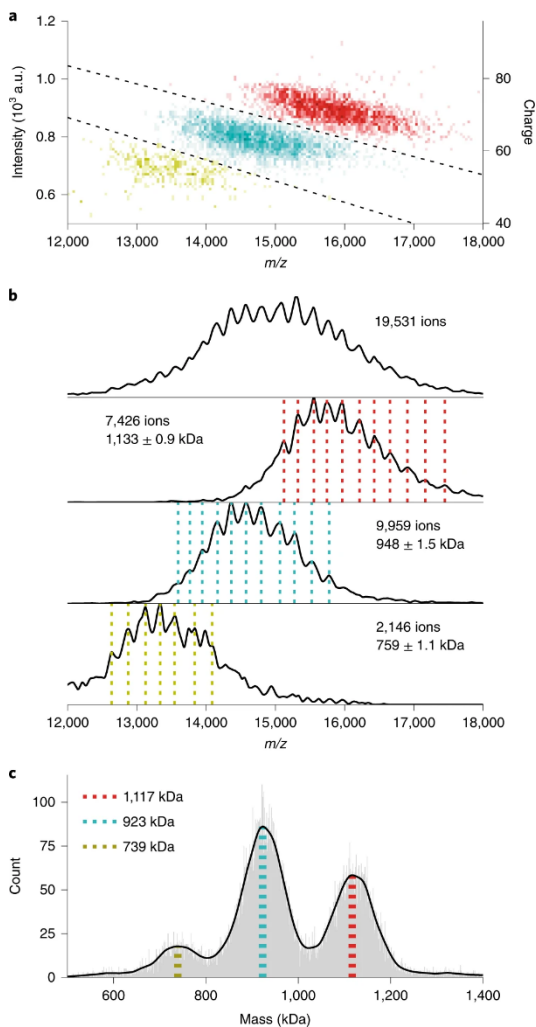 a
1.2
1.0
0.8
0.6
Intensity (10³ a.u.)
80
60
40
Charge
12,000 13,000 14,000 15,000 16,000 17,000 18,000
m/z
b
19,531 ions
7,426 ions
1,133 ± 0.9 kDa
9,959 ions
948 ± 1.5 kDa
2,146 ions
759 ± 1.1 kDa
12,000 13,000 14,000 15,000 16,000 17,000 18,000
m/z
c
100
75
50
25
0
Count
1,117 kDa
923 kDa
739 kDa
600 800 1,000 1,200 1,400
Mass (kDa)